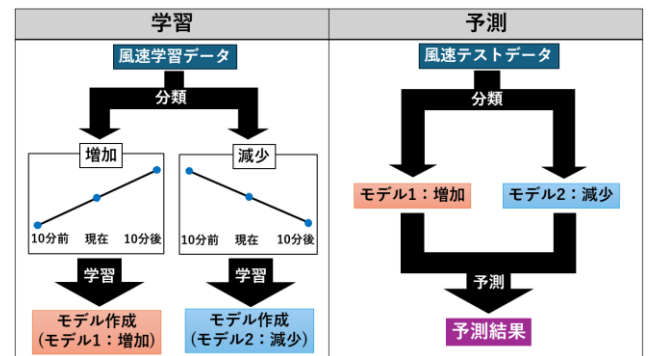 学習
風速学習データ
分類
増加
減少
10分前 現在 10分後
10分前 現在 10分後
学習
学習
モデル作成
(モデル1：増加)
モデル作成
(モデル2：減少)
予測
風速テストデータ
分類
モデル1：増加
モデル2：減少
予測
予測結果